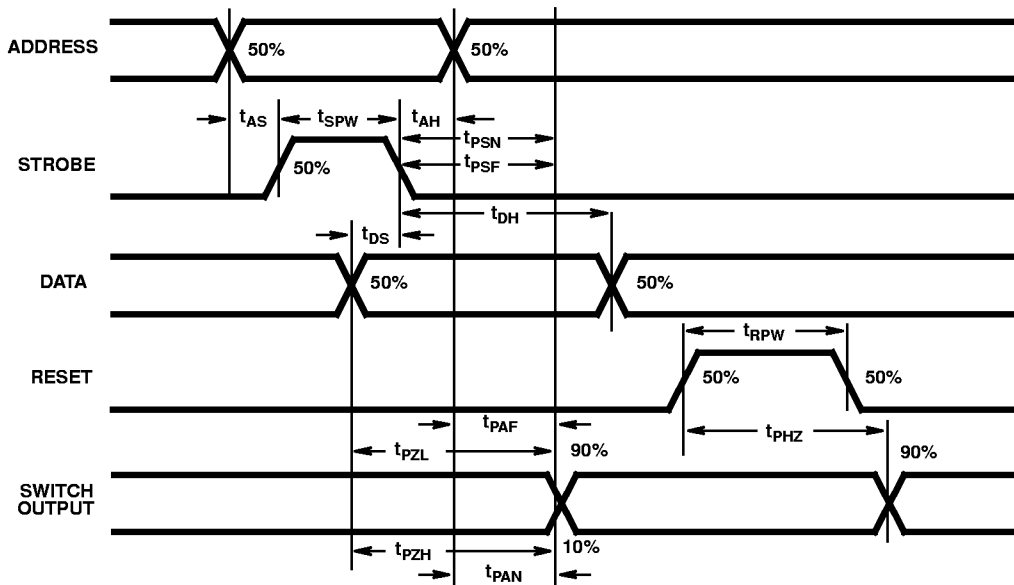 ADDRESS
50%
50%
tAS
tSPW
tAH
tPSN
STROBE
50%
tPSF
tDH
tDS
DATA
50%
50%
tRPW
RESET
50%
50%
tPAF
tPHZ
tPZL
90%
90%
SWITCH
OUTPUT
tPZH
10%
tPAN